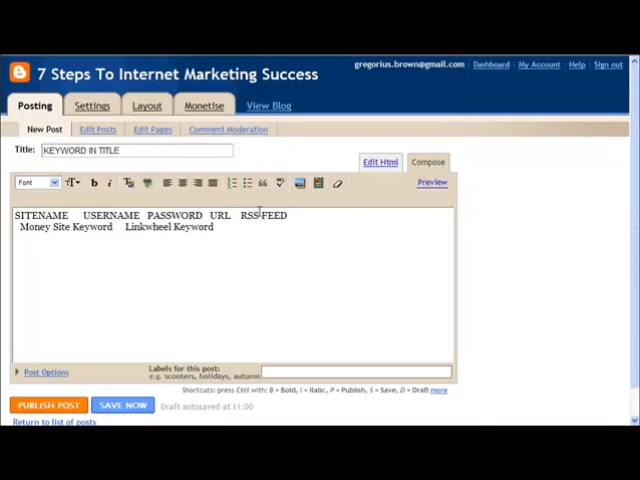 7 Steps To Internet Marketing Success
gregorius.brown@gmail.com Dashboard My Account Help Sign out
Posting Settings Layout Monetise View Blog
New Post Edit Posts Edit Pages Comment Moderation
Title: KEYWORD IN TITLE
Edit Html Compose
Font T b i Preview
SITENAME USERNAME PASSWORD URL RSS FEED
Money Site Keyword Linkwheel Keyword
Post Options
Labels for this post:
e.g. scooters, holidays, autumn
Shortcuts: press Ctrl with: B = Bold, I = Italic, P = Publish, S = Save, D = Draft more
PUBLISH POST SAVE NOW Draft autosaved at 11:00
Return to list of posts